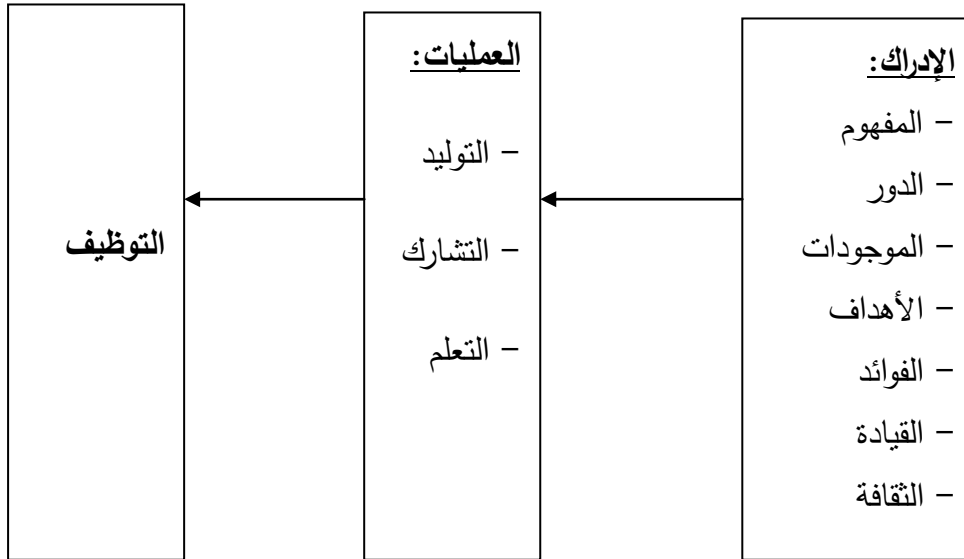 الإدراك:
– المفهوم
– الدور
– الموجودات
– الأهداف
– الفوائد
– القيادة
– الثقافة
العمليات:
– التوليد
– التشارك
– التعلم
التوظيف